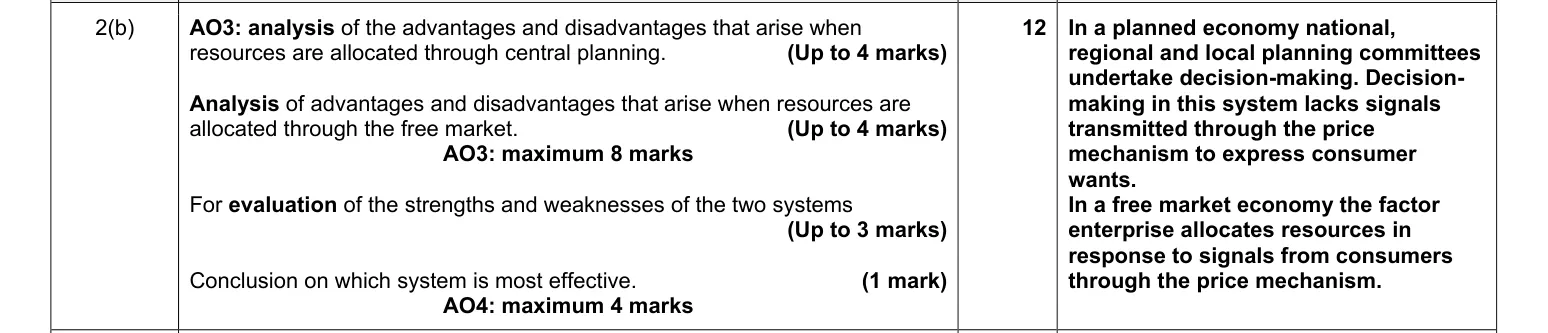 2(b)
AO3: analysis of the advantages and disadvantages that arise when
resources are allocated through central planning. (Up to 4 marks)
Analysis of advantages and disadvantages that arise when resources are
allocated through the free market. (Up to 4 marks)
AO3: maximum 8 marks
For evaluation of the strengths and weaknesses of the two systems
(Up to 3 marks)
Conclusion on which system is most effective. (1 mark)
AO4: maximum 4 marks
12
In a planned economy national,
regional and local planning committees
undertake decision-making. Decision-
making in this system lacks signals
transmitted through the price
mechanism to express consumer
wants.
In a free market economy the factor
enterprise allocates resources in
response to signals from consumers
through the price mechanism.